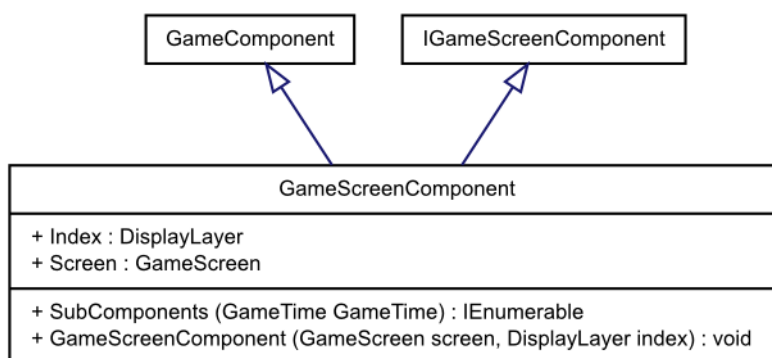 GameComponent
IGameScreenComponent
GameScreenComponent
+ Index : DisplayLayer
+ Screen : GameScreen
+ SubComponents (GameTime GameTime) : IEnumerable
+ GameScreenComponent (GameScreen screen, DisplayLayer index) : void